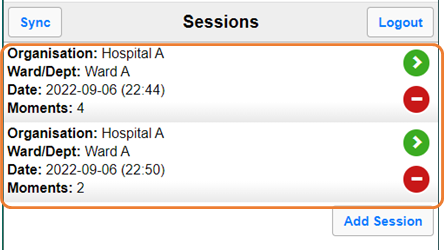 Sync Sessions Logout
Organisation: Hospital A
Ward/Dept: Ward A
Date: 2022-09-06 (22:44)
Moments: 4
Organisation: Hospital A
Ward/Dept: Ward A
Date: 2022-09-06 (22:50)
Moments: 2
Add Session